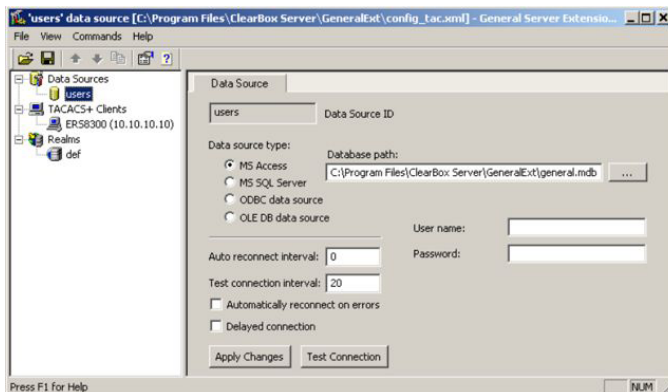 'users' data source [C:\Program Files\ClearBox Server\GeneralExt\config_tac.xml] - General Server Extensio...
File View Commands Help
Data Sources
users
TACACS+ Clients
ERS8300 (10.10.10.10)
Realms
def
Data Source
users Data Source ID
Data source type:
MS Access
MS SQL Server
ODBC data source
OLE DB data source
Database path:
C:\Program Files\ClearBox Server\GeneralExt\general.mdb ...
User name:
Password:
Auto reconnect interval: 0
Test connection interval: 20
Automatically reconnect on errors
Delayed connection
Apply Changes Test Connection
Press F1 for Help NUM